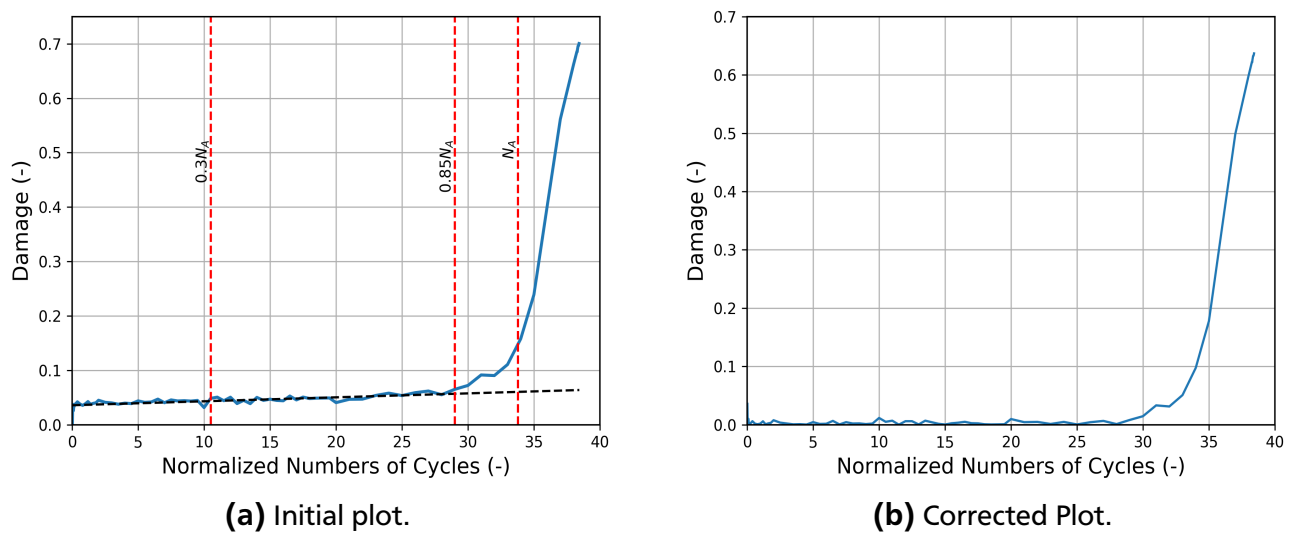 0.7
0.6
0.5
0.4
0.3
0.2
0.1
0.0
Damage (-)
0.3N_A
0.85N_A
N_A
0 5 10 15 20 25 30 35 40
Normalized Numbers of Cycles (-)
(a) Initial plot.
0.7
0.6
0.5
0.4
0.3
0.2
0.1
0.0
Damage (-)
0 5 10 15 20 25 30 35 40
Normalized Numbers of Cycles (-)
(b) Corrected Plot.